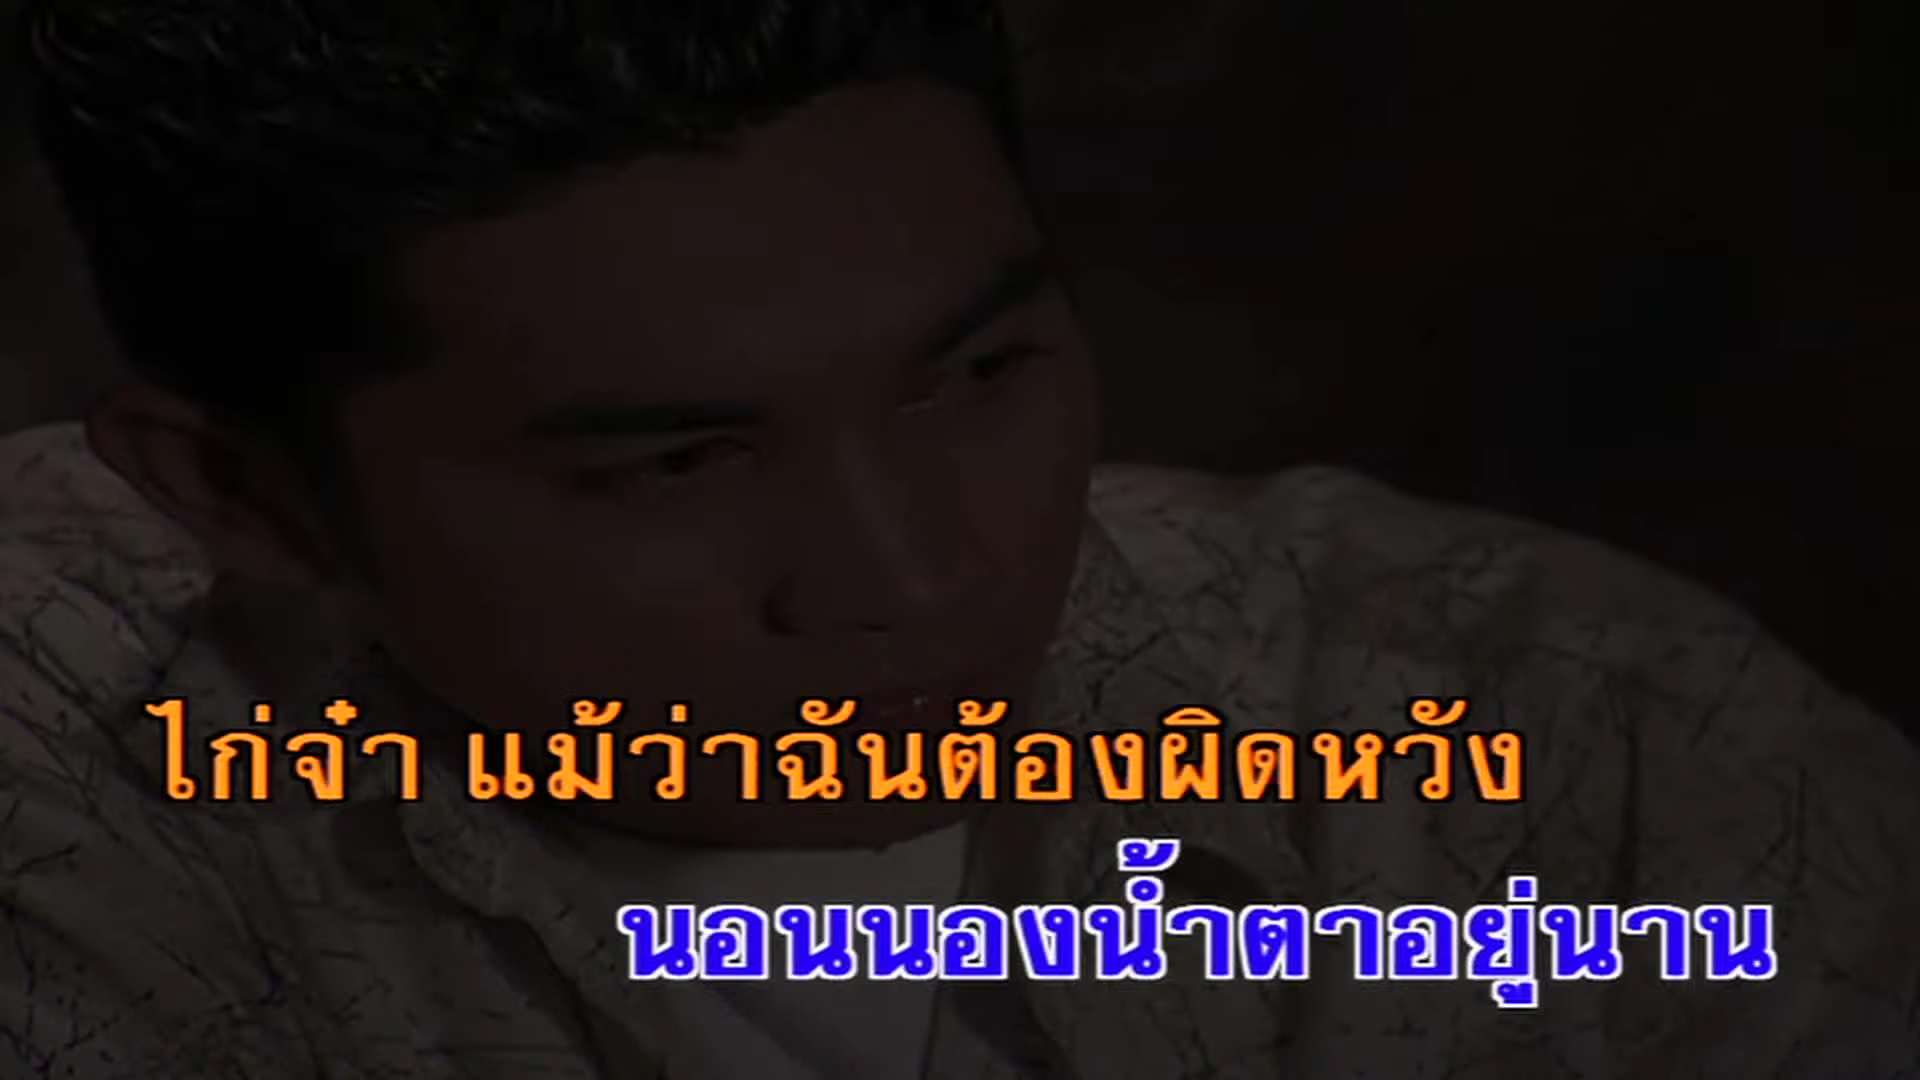 ไก่จ๋า แม้ว่าฉันต้องผิดหวัง
นอนนองน้ำตาอยู่นาน